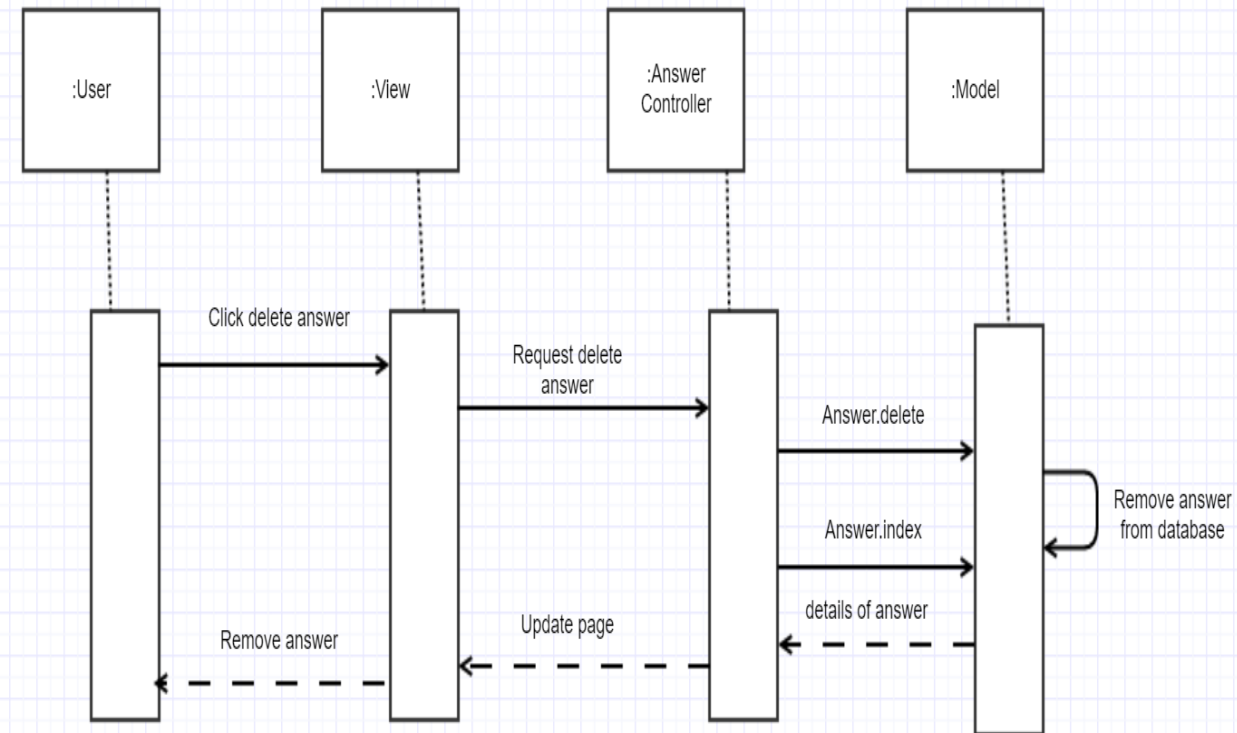 :User
:View
:Answer
Controller
:Model
Click delete answer
Request delete
answer
Answer.delete
Remove answer
from database
Answer.index
details of answer
Update page
Remove answer